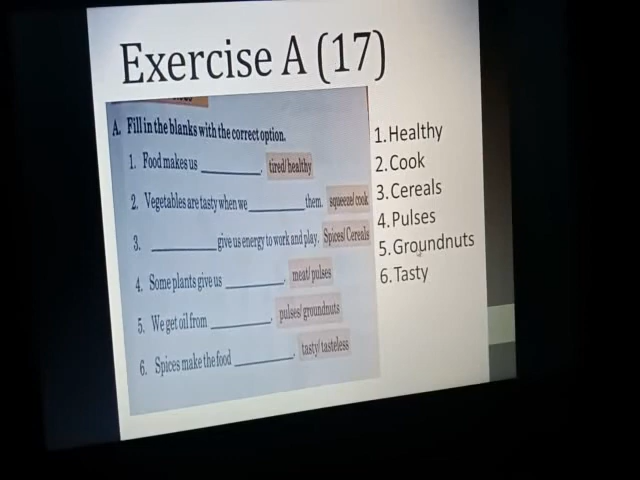 Exercise A (17)
A. Fill in the blanks with the correct option.
1. Food makes us ________. tired/healthy
2. Vegetables are tasty when we ________ them. squeeze/cook
3. ________ give us energy to work and play. Spices/Cereals
4. Some plants give us ________. meat/pulses
5. We get oil from ________. pulses/groundnuts
6. Spices make the food ________. tasty/tasteless
1.Healthy
2.Cook
3.Cereals
4.Pulses
5.Groundnuts
6.Tasty